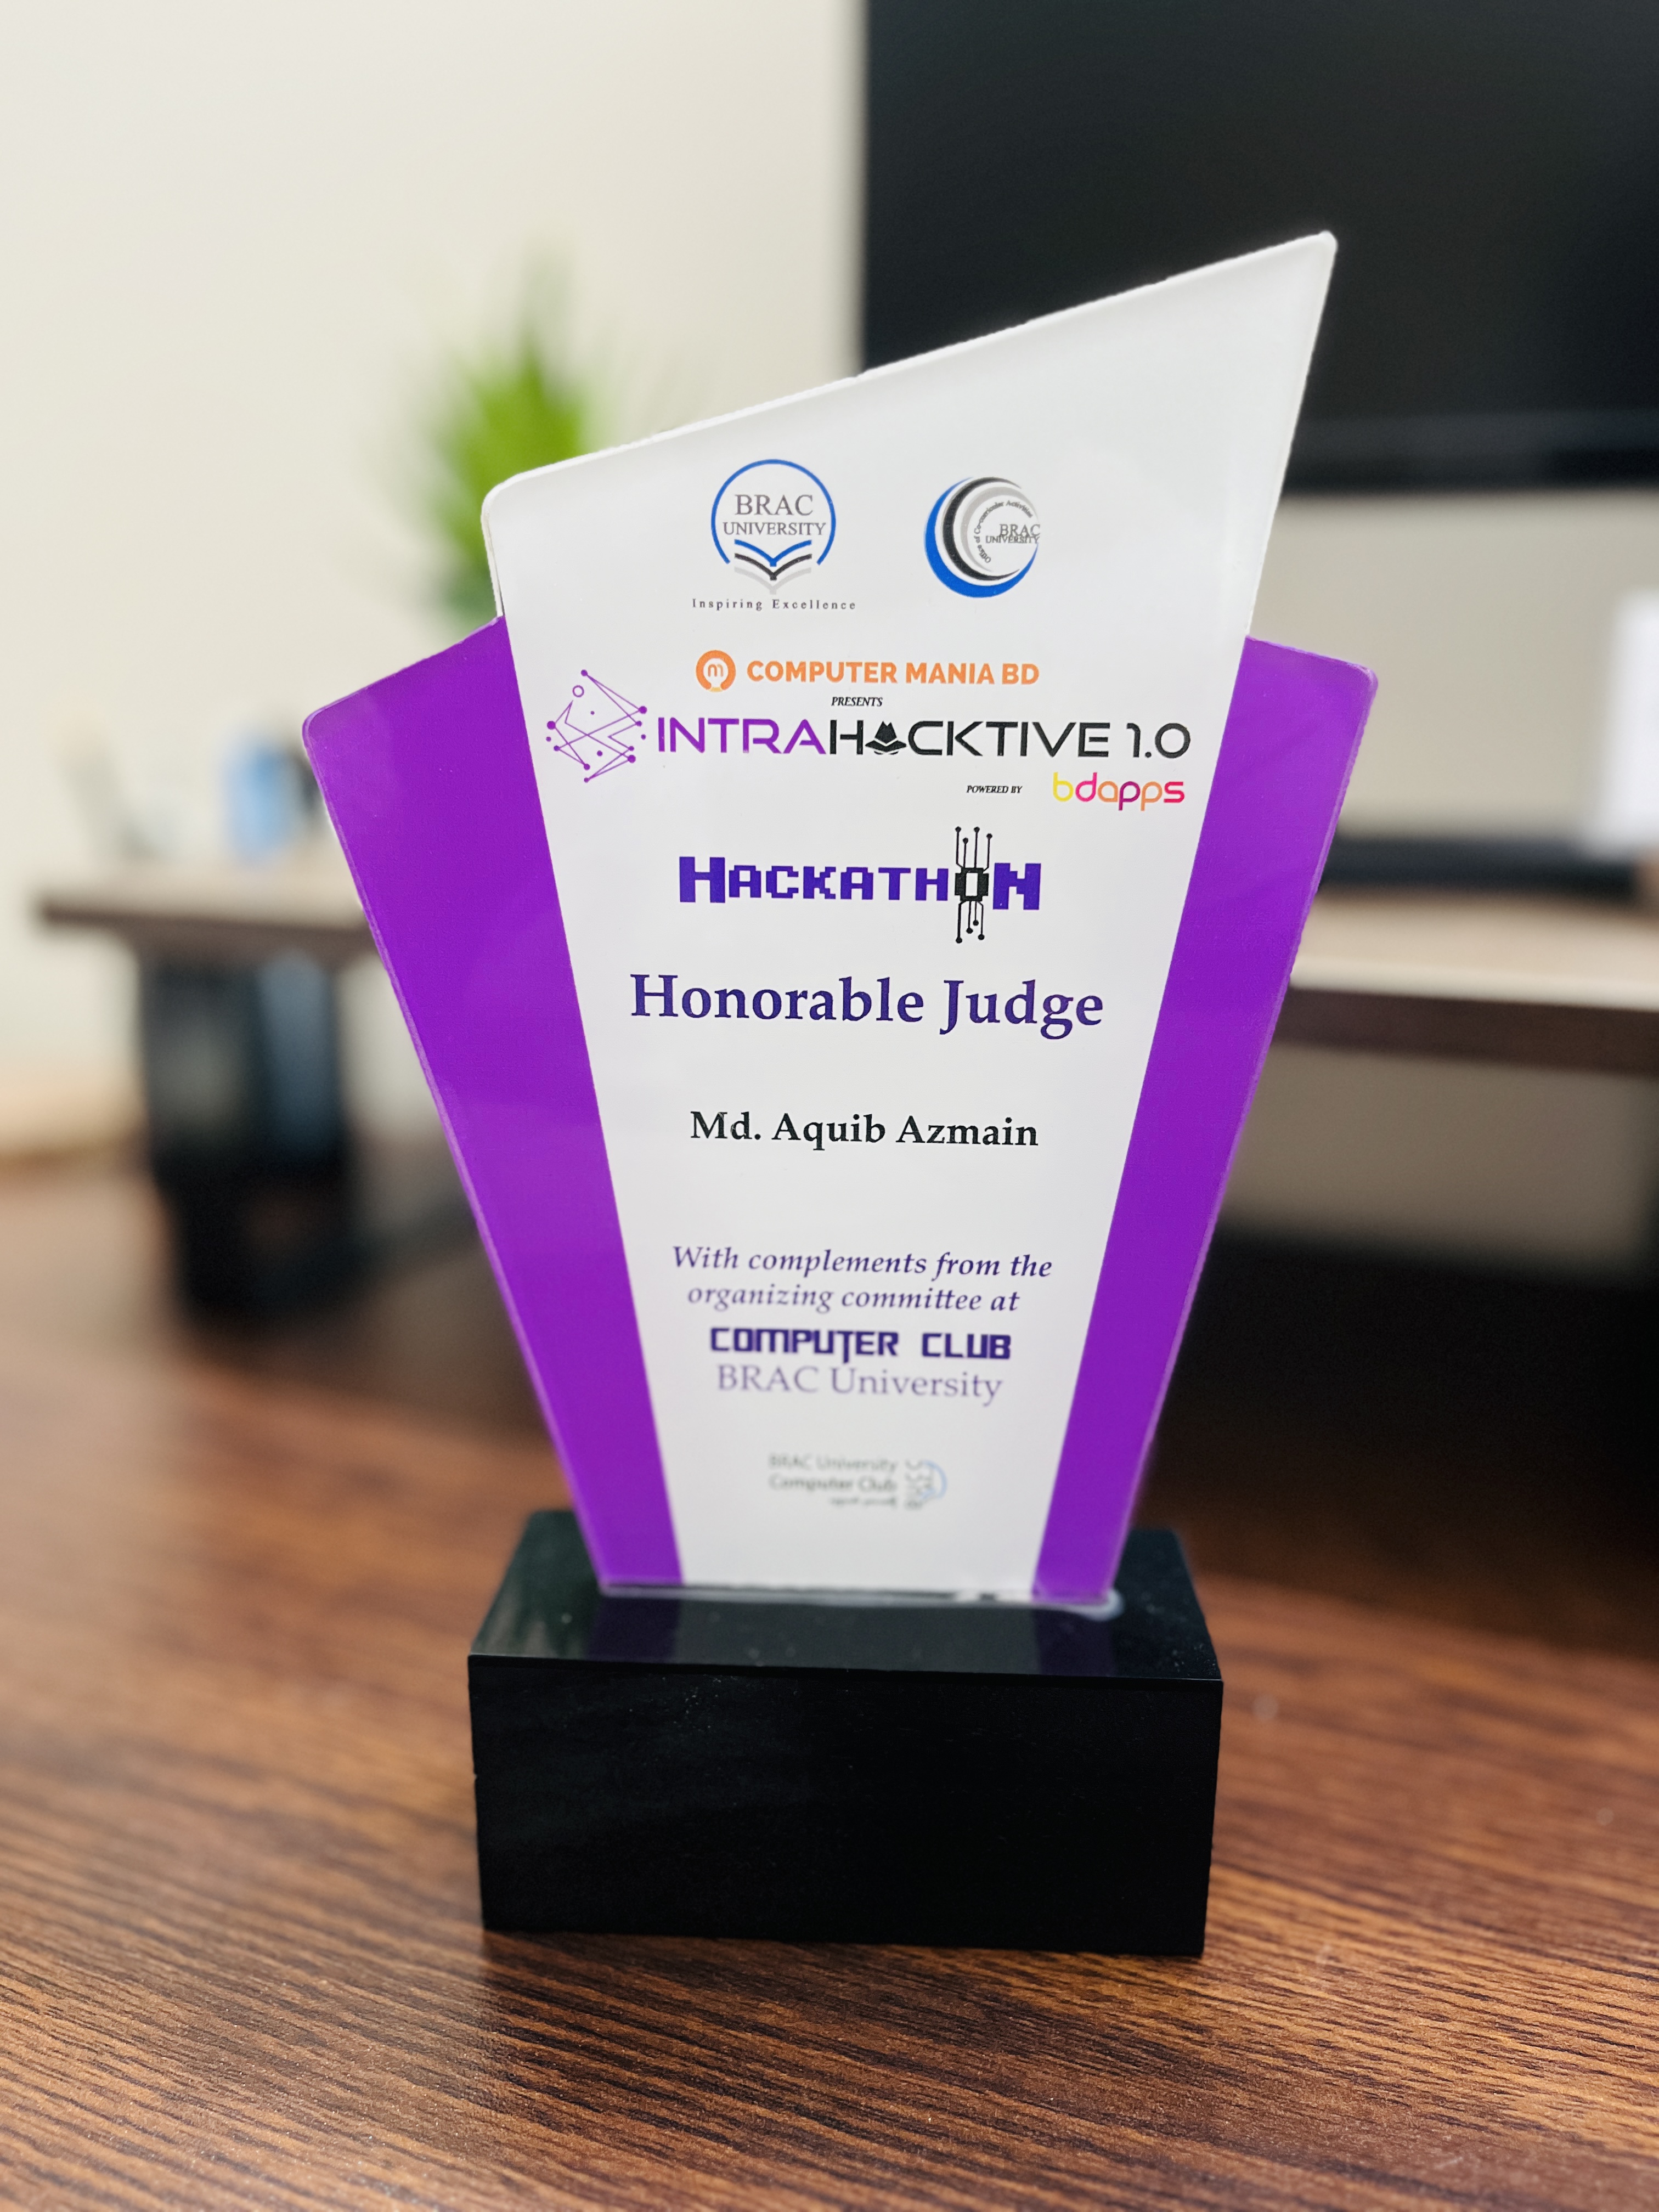 BRAC
UNIVERSITY
Inspiring Excellence
Office of Co-curricular Activities
BRAC
UNIVERSITY
m COMPUTER MANIA BD
PRESENTS
INTRAHACKTIVE 1.0
POWERED BY bdapps
HACKATHON
Honorable Judge
Md. Aquib Azmain
With complements from the
organizing committee at
COMPUTER CLUB
BRAC University
BRAC University
Computer Club